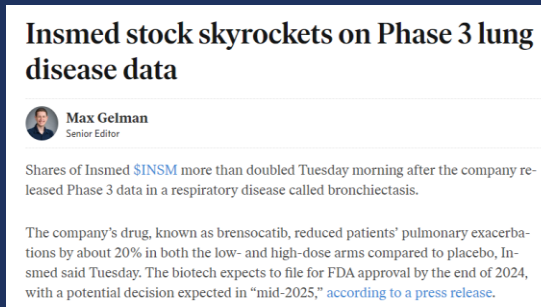 Insmed stock skyrockets on Phase 3 lung
disease data
Max Gelman
Senior Editor
Shares of Insmed $INSM more than doubled Tuesday morning after the company re-
leased Phase 3 data in a respiratory disease called bronchiectasis.
The company’s drug, known as brensocatib, reduced patients’ pulmonary exacerba-
tions by about 20% in both the low- and high-dose arms compared to placebo, In-
smed said Tuesday. The biotech expects to file for FDA approval by the end of 2024,
with a potential decision expected in “mid-2025,” according to a press release.